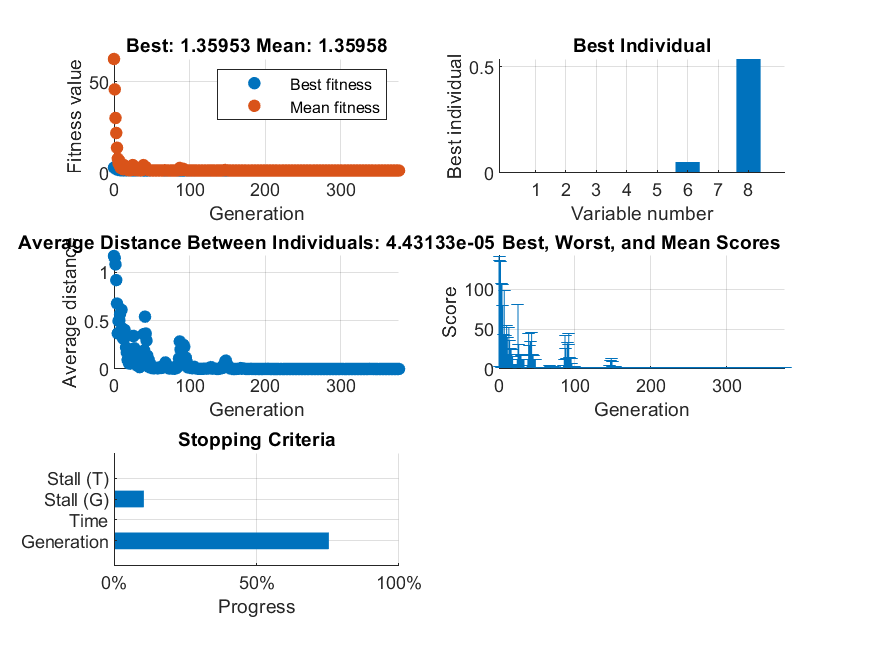 Best: 1.35953 Mean: 1.35958
Fitness value
50
0
Best fitness
Mean fitness
0 100 200 300
Generation
Best Individual
Best individual
0.5
0
1 2 3 4 5 6 7 8
Variable number
Average Distance Between Individuals: 4.43133e-05
Average distance
1
0.5
0
0 100 200 300
Generation
Best, Worst, and Mean Scores
Score
100
50
0
0 100 200 300
Generation
Stopping Criteria
Stall (T)
Stall (G)
Time
Generation
0% 50% 100%
Progress